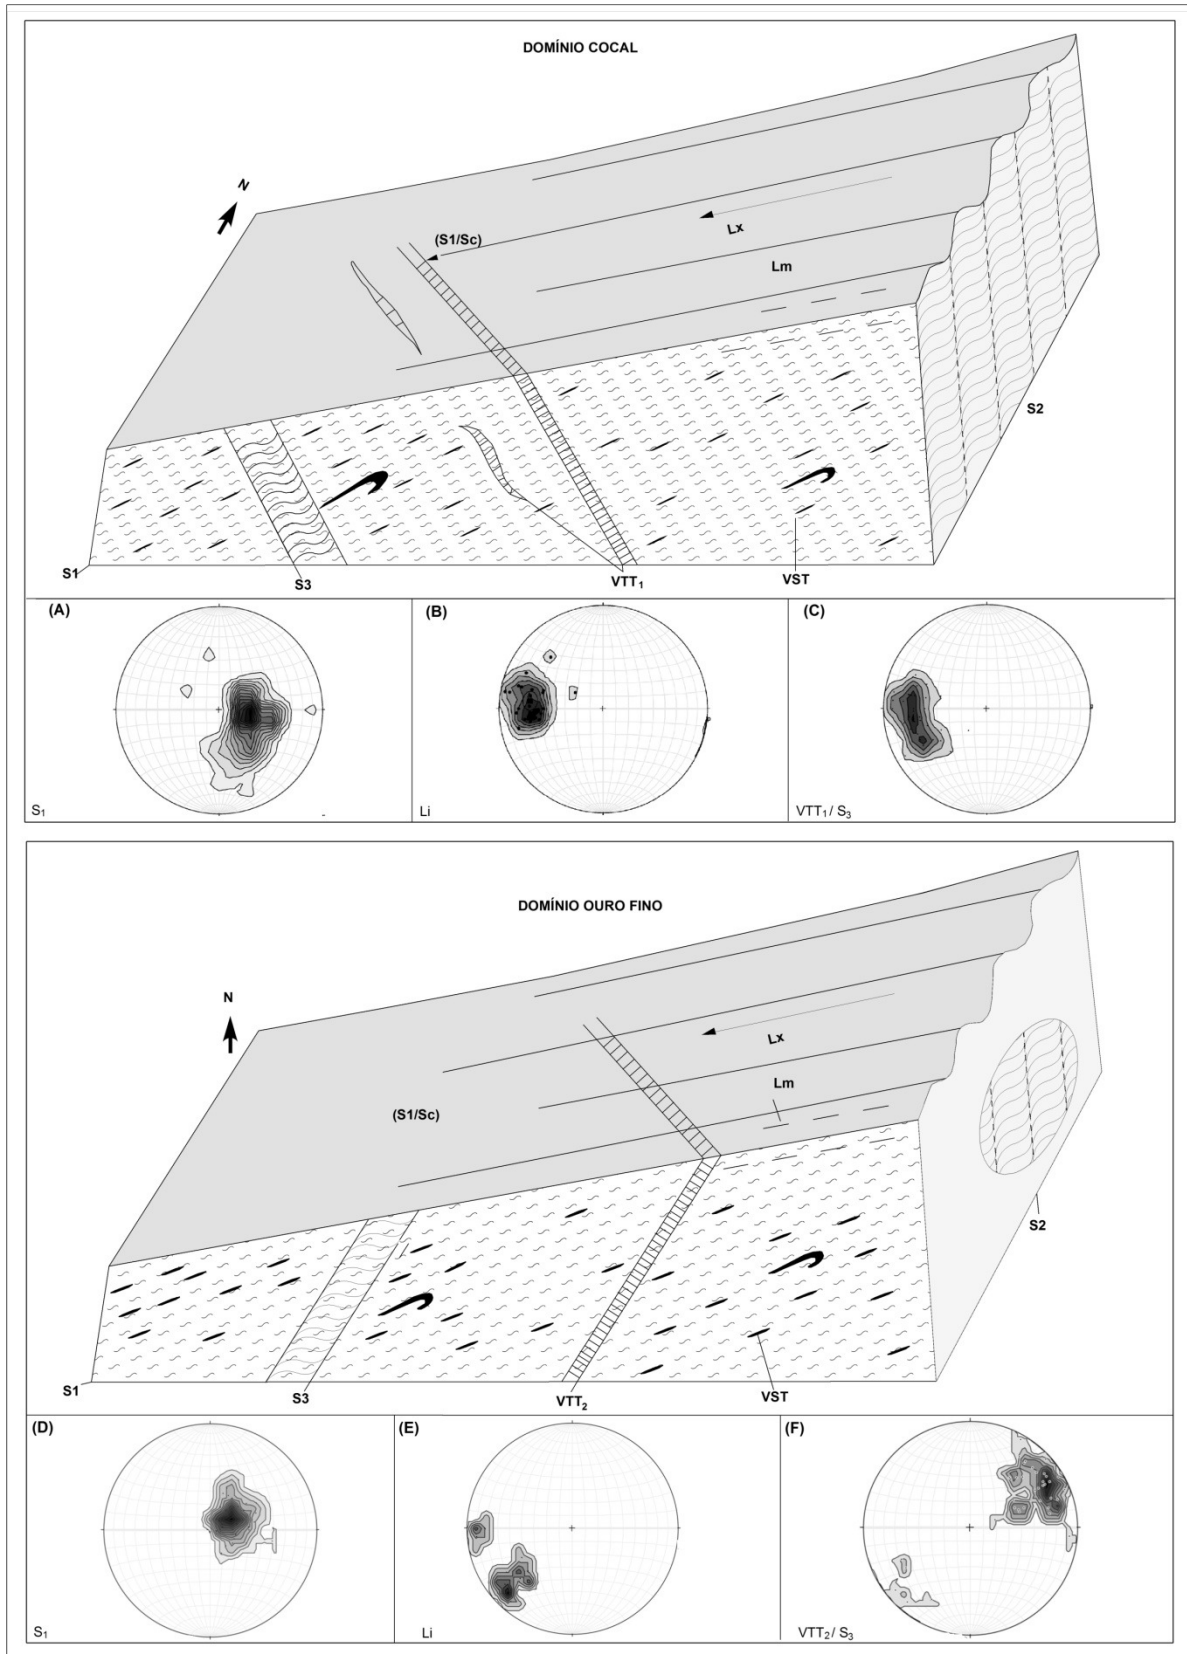 DOMÍNIO COCAL
N
(S1/Sc)
Lx
Lm
S2
S1
S3
VTT₁
VST
(A)
(B)
(C)
S₁
Li
VTT₁ / S₃
DOMÍNIO OURO FINO
N
Lx
Lm
(S1/Sc)
S2
S1
S3
VTT₂
VST
(D)
(E)
(F)
S₁
Li
VTT₂ / S₃